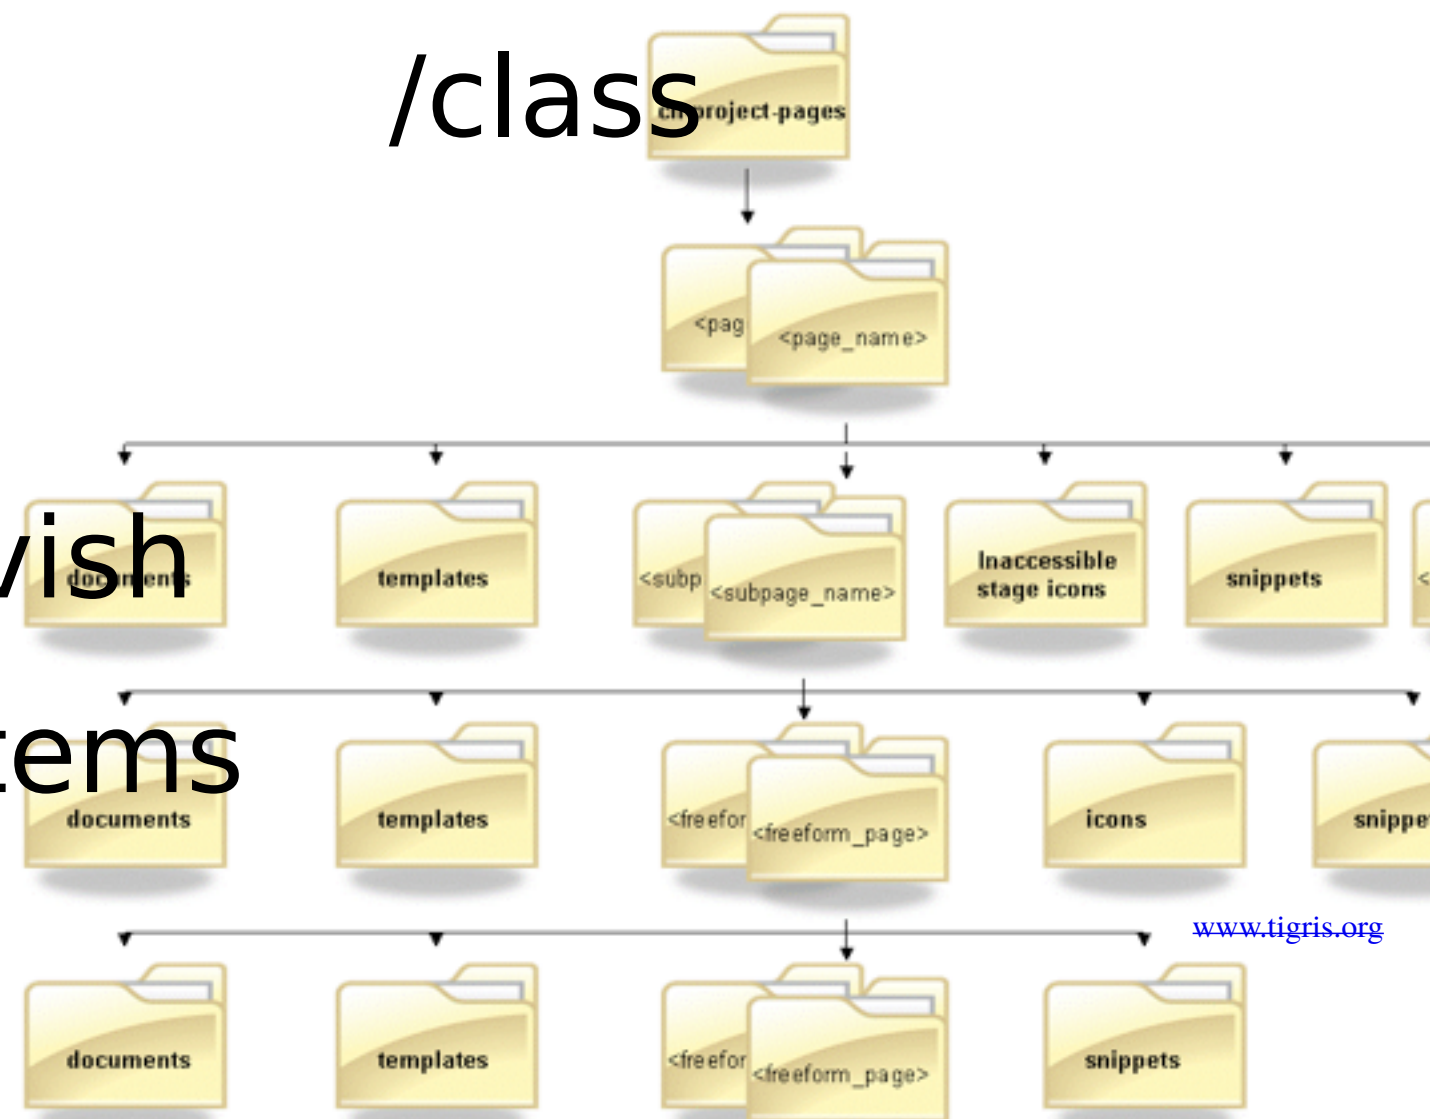 /class
project-pages
<pag
<page_name>
vish
documents
templates
<subp
<subpage_name>
Inaccessible
stage icons
snippets
<
tems
documents
templates
<freefor
<freeform_page>
icons
snippe
www.tigris.org
documents
templates
<freefor
<freeform_page>
snippets